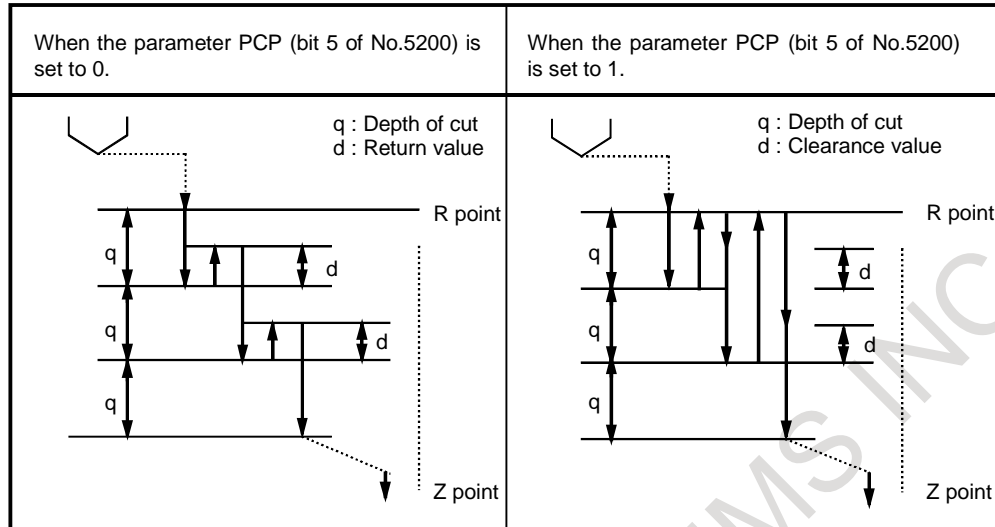 When the parameter PCP (bit 5 of No.5200) is
set to 0.
When the parameter PCP (bit 5 of No.5200)
is set to 1.
q : Depth of cut
d : Return value
R point
q
d
q
d
q
Z point
q : Depth of cut
d : Clearance value
R point
q
d
q
d
q
Z point
MS INC